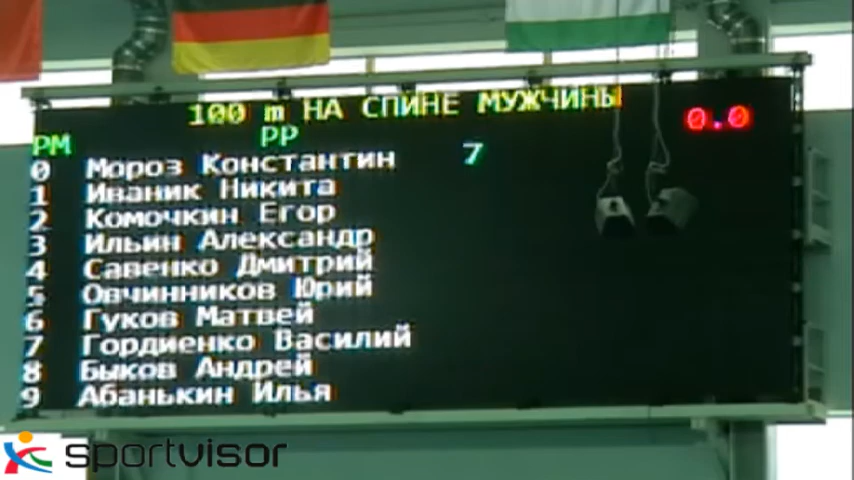 100 m НА СПИНЕ МУЖЧИНЫ 0.0
РМ РР 7
0 Мороз Константин
1 Иваник Никита
2 Комочкин Егор
3 Ильин Александр
4 Савенко Дмитрий
5 Овчинников Юрий
6 Гуков Матвей
7 Гордиенко Василий
8 Быков Андрей
9 Абанькин Илья
sportvisor